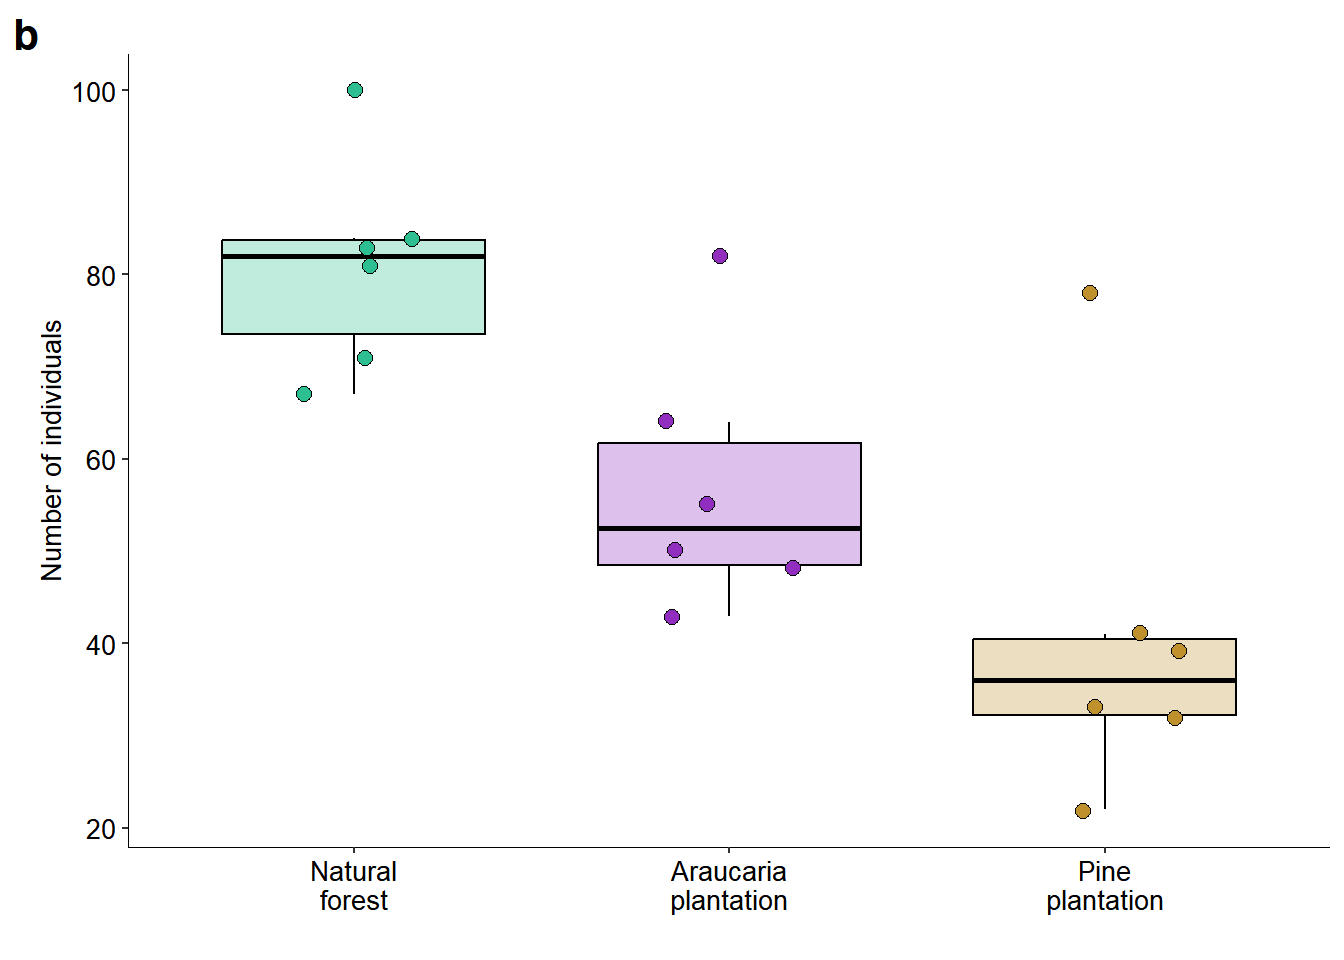 b
Number of individuals
100
80
60
40
20
Natural
forest
Araucaria
plantation
Pine
plantation